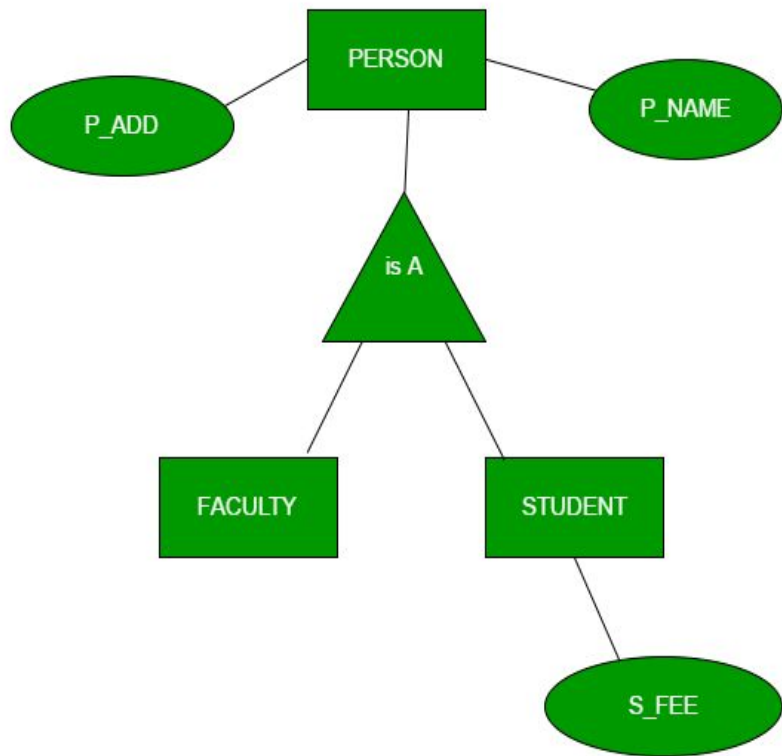 PERSON
P_ADD
P_NAME
is A
FACULTY
STUDENT
S_FEE